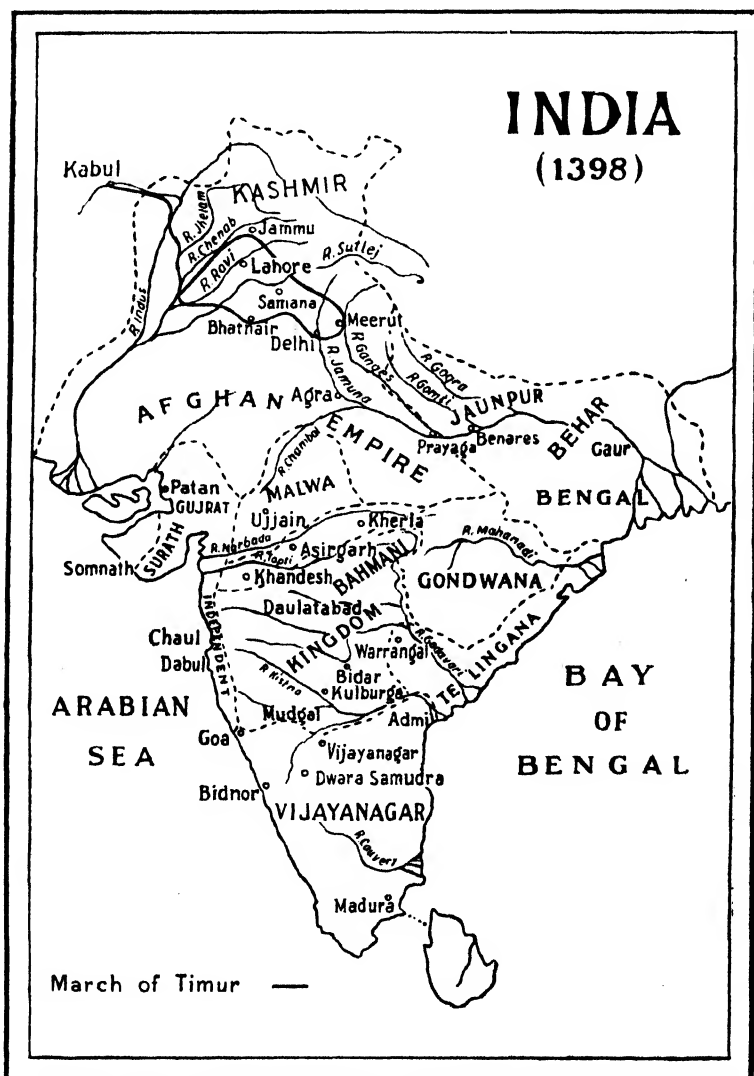 INDIA
(1398)
Kabul
KASHMIR
R. Jhelam
R. Chenab
Jammu
R. Ravi
Lahore
R. Sutlej
R. Indus
Samana
Bhatnair
Meerut
Delhi
R. Jamuna
R. Ganges
R. Gogra
R. Gomti
AFGHAN
EMPIRE
Agra
JAUNPUR
BEHAR
R. Chambal
Prayaga
Benares
Gaur
Patan
GUJRAT
MALWA
BENGAL
Ujjain
Kherla
SURATH
R. Narbada
R. Tapti
Asirgarh
R. Mahanadi
Somnath
Khandesh
BAHMANI
KINGDOM
GONDWANA
Daulatabad
INDEPENDENT
Chaul
Warrangal
R. Godavari
TELINGANA
Dabul
Bidar
R. Kistna
Kulburga
BAY
OF
BENGAL
ARABIAN
SEA
Mudgal
Admil
Goa
Vijayanagar
Dwara Samudra
Bidnor
VIJAYANAGAR
R. Couveri
Madura
March of Timur —